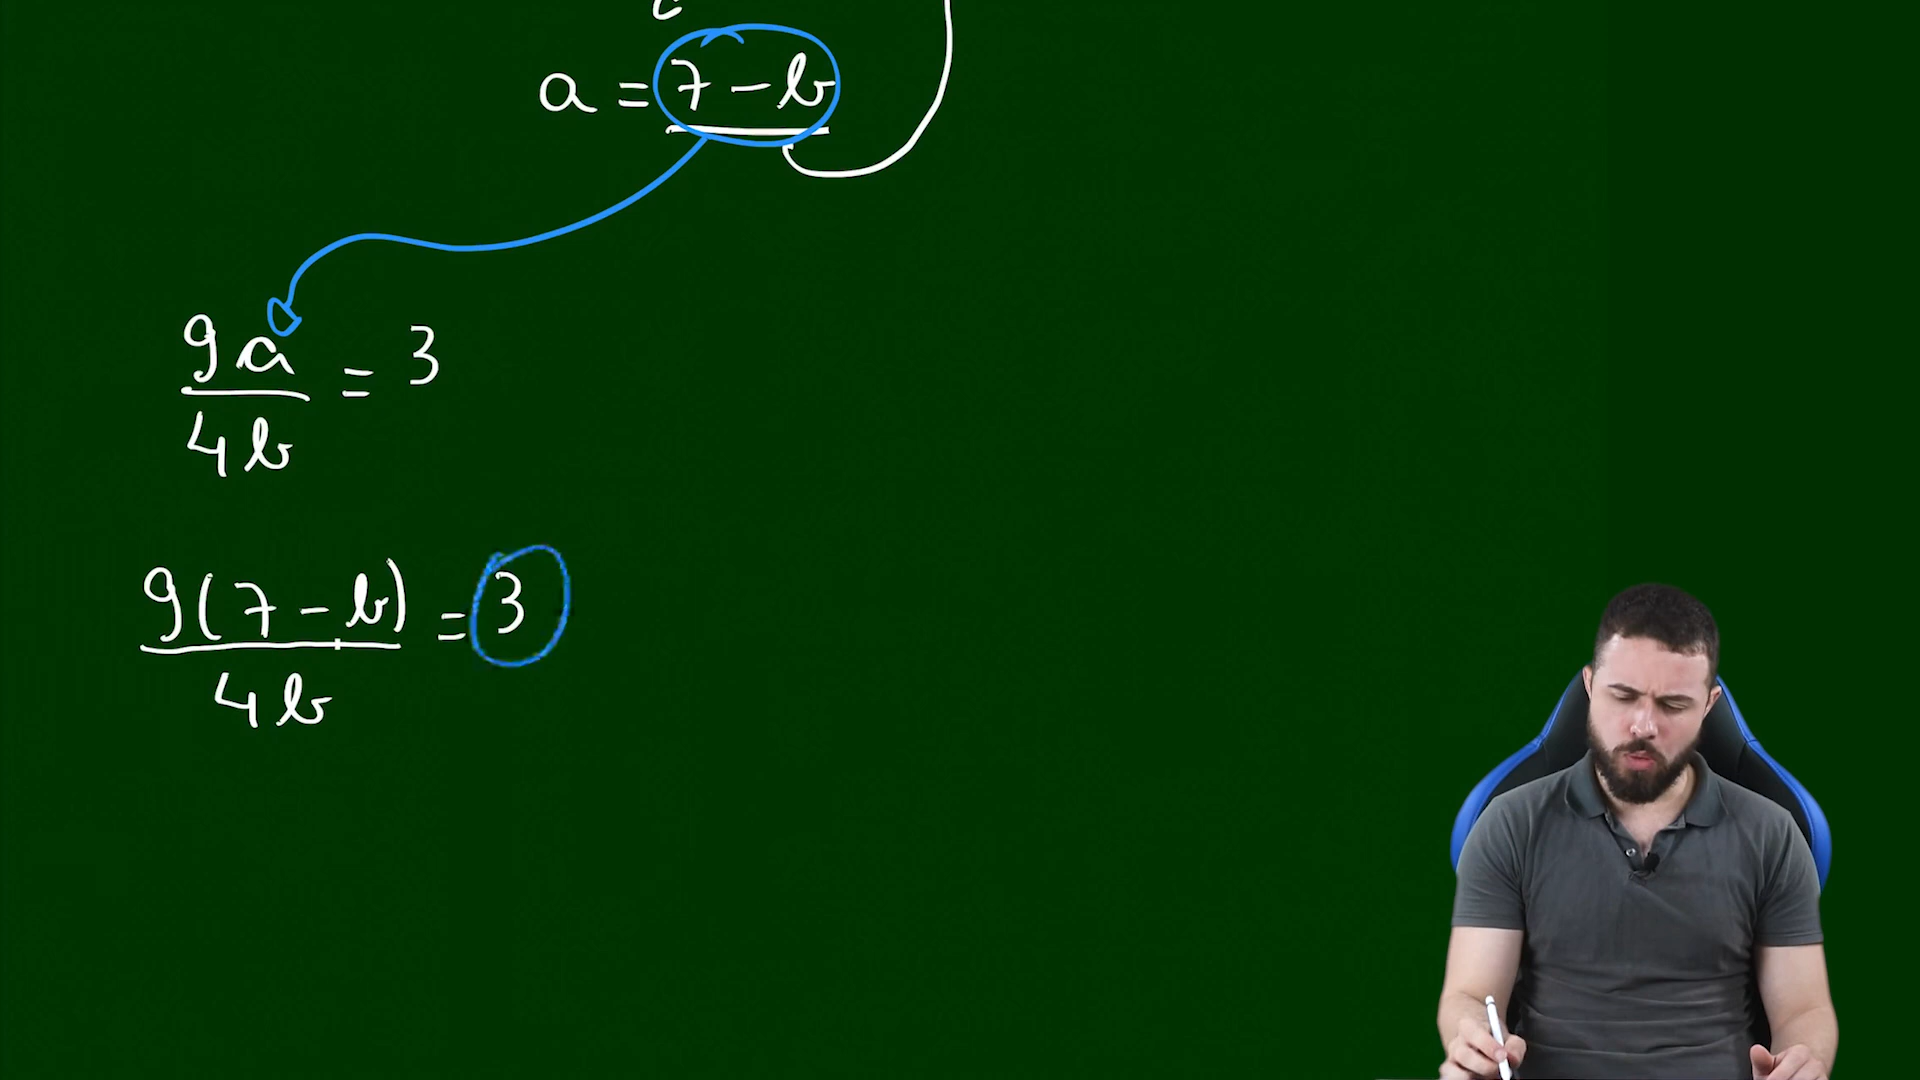 a = 7 - b
9a
4b
= 3
9(7 - b)
4b
= 3